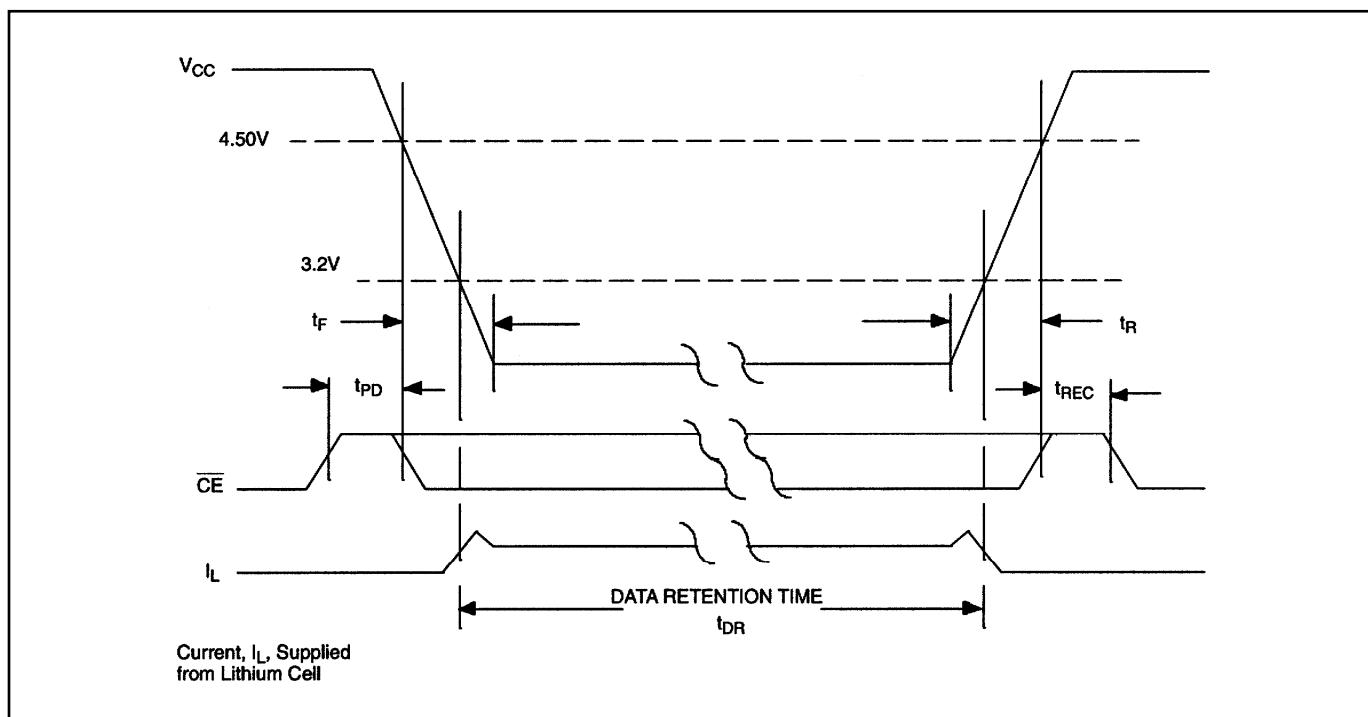 VCC
4.50V
3.2V
tF
tR
tPD
tREC
CE
IL
DATA RETENTION TIME
tDR
Current, IL, Supplied
from Lithium Cell